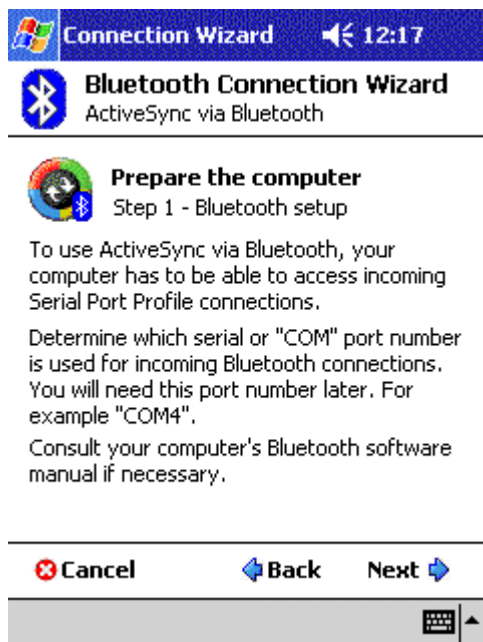 Connection Wizard 12:17
Bluetooth Connection Wizard
ActiveSync via Bluetooth
Prepare the computer
Step 1 - Bluetooth setup
To use ActiveSync via Bluetooth, your
computer has to be able to access incoming
Serial Port Profile connections.
Determine which serial or "COM" port number
is used for incoming Bluetooth connections.
You will need this port number later. For
example "COM4".
Consult your computer's Bluetooth software
manual if necessary.
Cancel Back Next